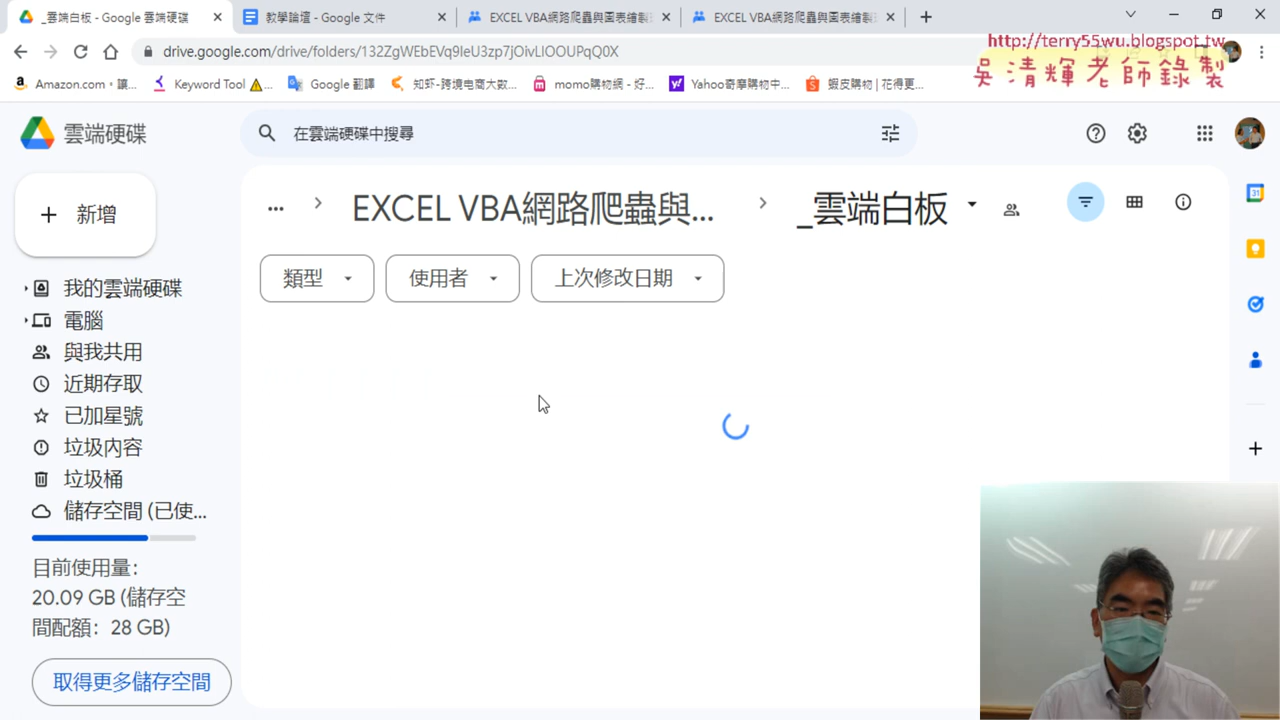 _雲端白板 - Google 雲端硬碟
教學論壇 - Google 文件
EXCEL VBA網路爬蟲與圖表繪製
EXCEL VBA網路爬蟲與圖表繪製
drive.google.com/drive/folders/132ZgWEbEVq9IeU3zp7jOivLIOOUPqQ0X
http://terry55wu.blogspot.tw
吳清輝老師錄製
Amazon.com，讓...
Keyword Tool
Google 翻譯
知虾-跨境电商大数...
momo購物網 - 好...
Yahoo奇摩購物中...
蝦皮購物 | 花得更...
雲端硬碟
在雲端硬碟中搜尋
新增
... EXCEL VBA網路爬蟲與... _雲端白板
類型
使用者
上次修改日期
我的雲端硬碟
電腦
與我共用
近期存取
已加星號
垃圾內容
垃圾桶
儲存空間 (已使...
目前使用量：
20.09 GB (儲存空
間配額：28 GB)
取得更多儲存空間
31